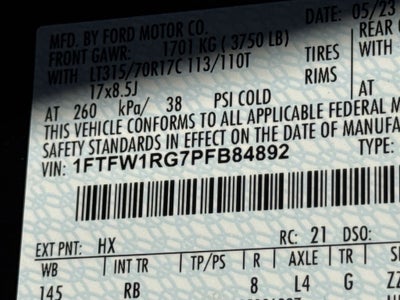 MFD. BY FORD MOTOR CO.
DATE: 05/23
FRONT GAWR: 1701 KG ( 3750 LB)
REAR
WITH LT315/70R17C 113/110T TIRES
WITH
17x8.5J RIMS
AT 260 kPa/ 38 PSI COLD
AT
THIS VEHICLE CONFORMS TO ALL APPLICABLE FEDERAL M
SAFETY STANDARDS IN EFFECT ON THE DATE OF MANUFA
VIN: 1FTFW1RG7PFB84892
TYPE:
EXT PNT: HX RC: 21 DSO:
WB INT TR TP/PS R AXLE TR
145 RB 8 L4 G